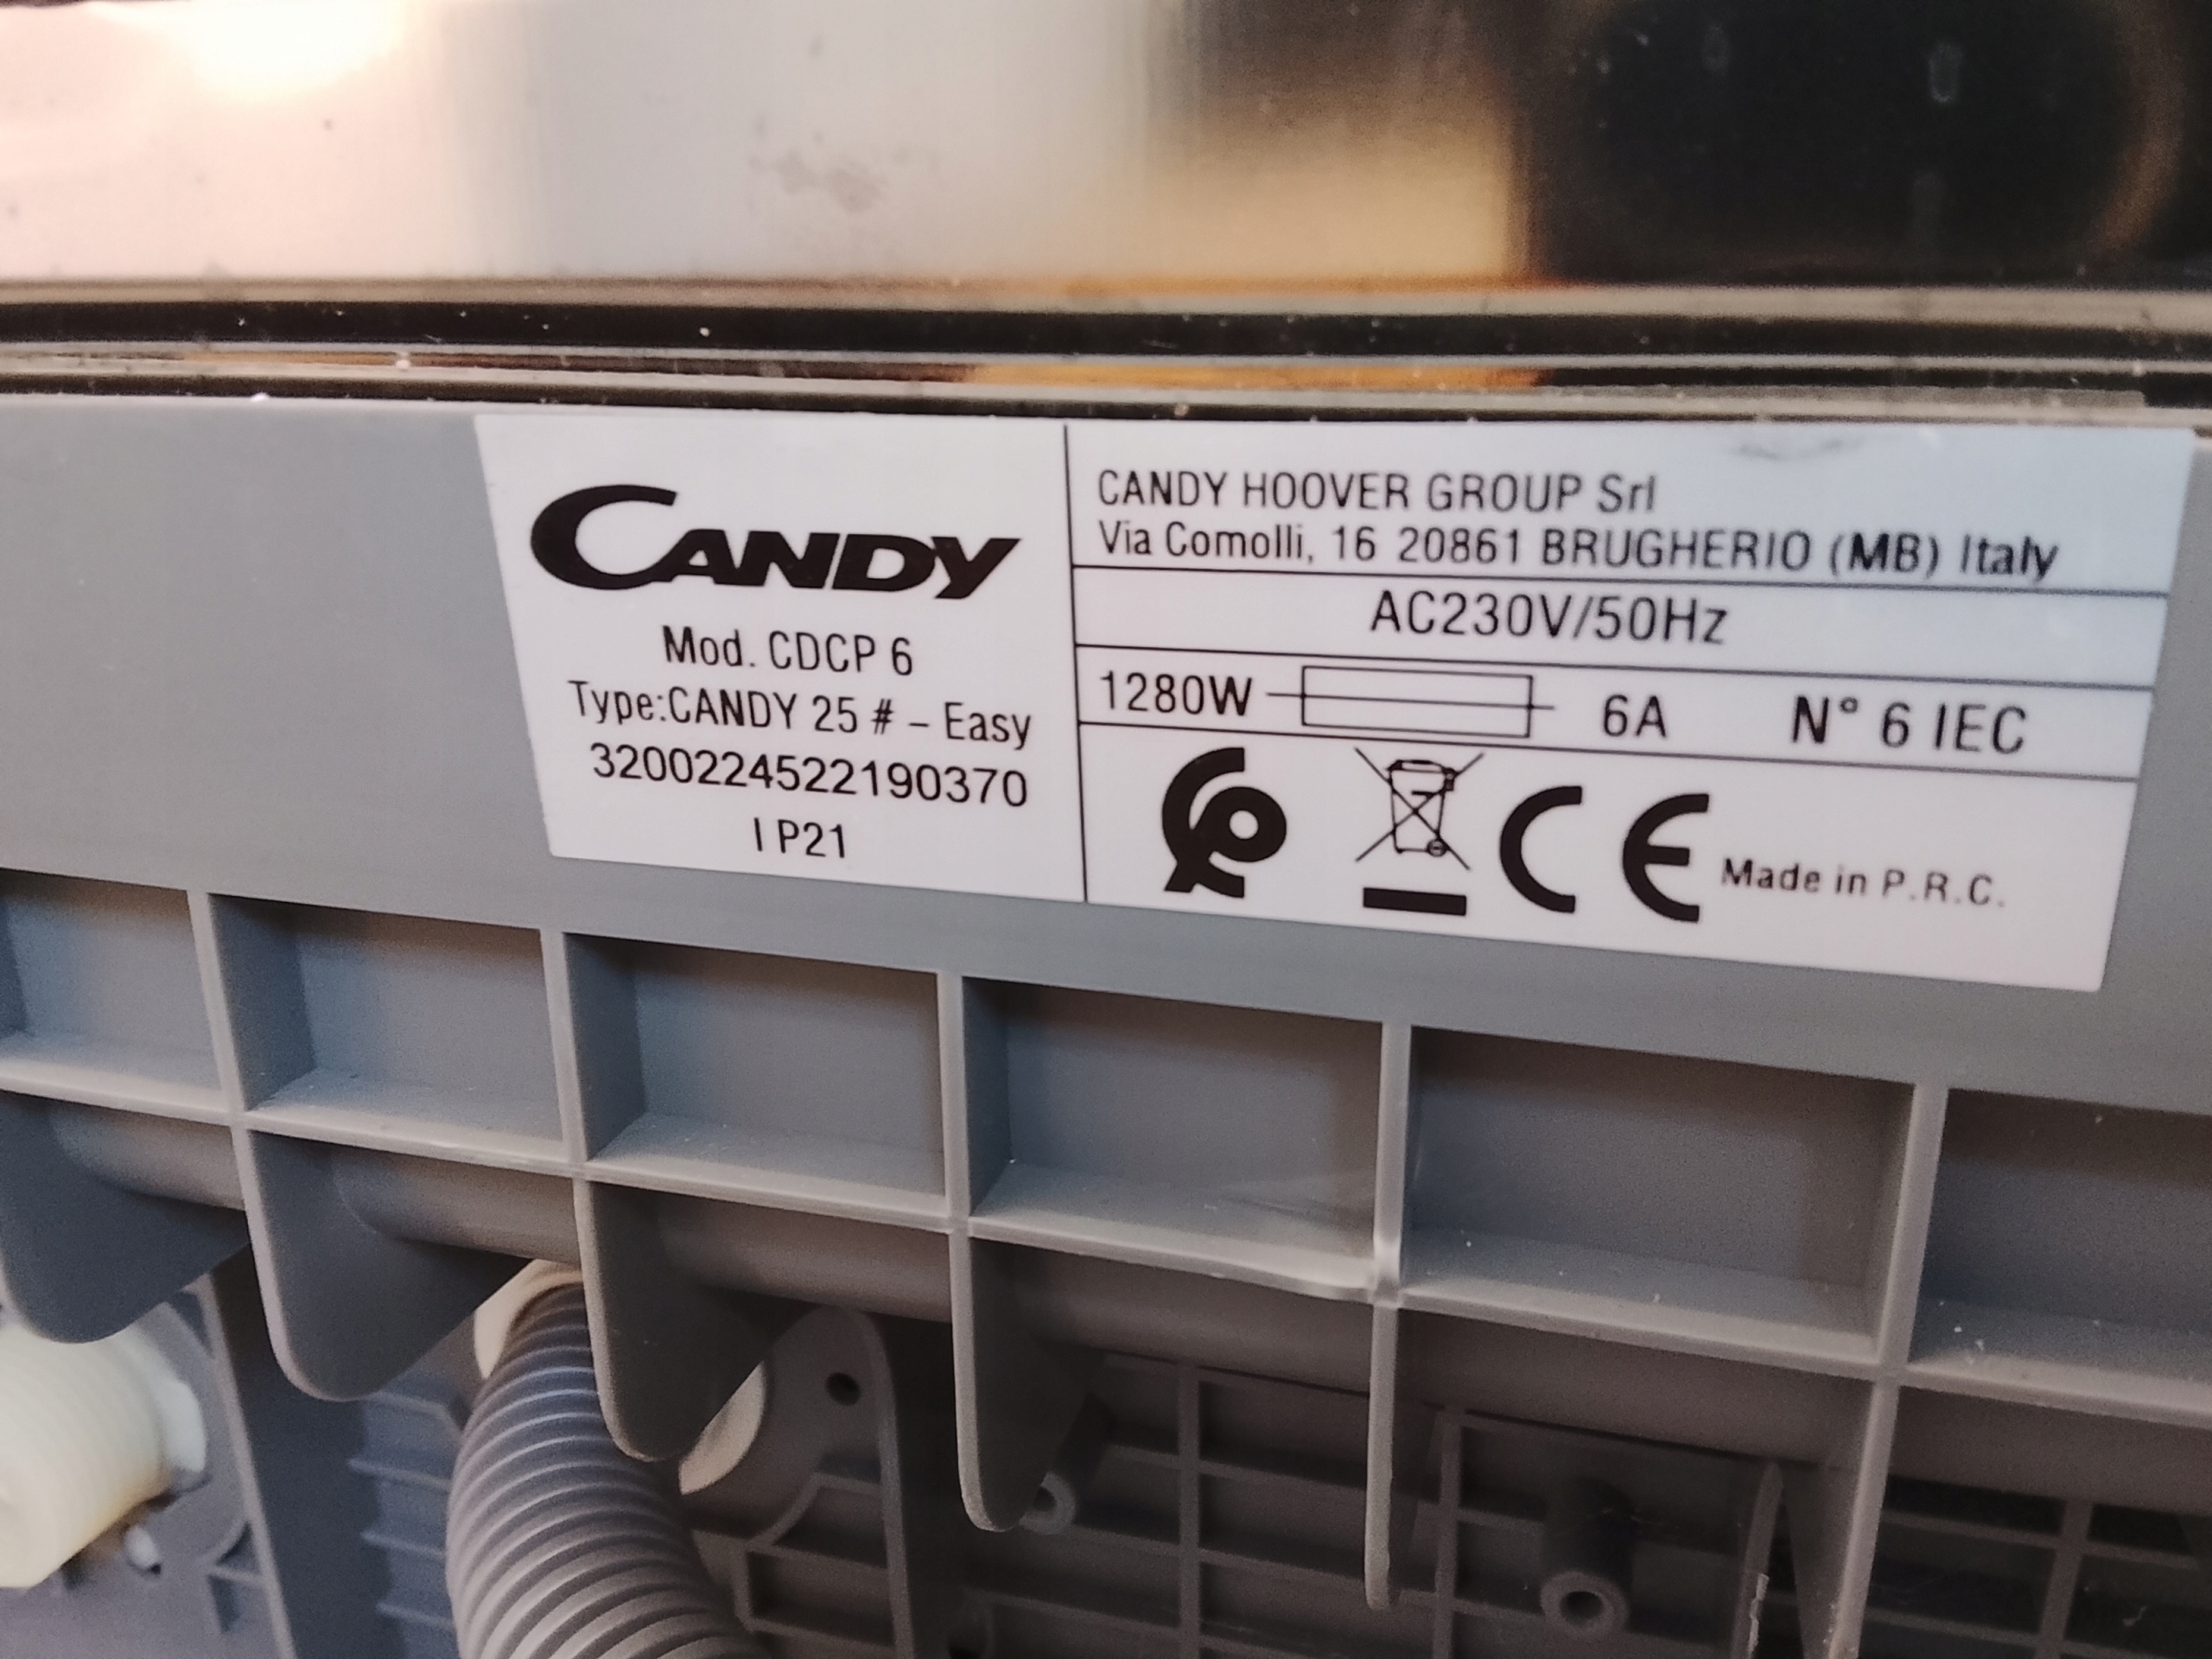 CANDY
Mod. CDCP 6
Type:CANDY 25 # – Easy
3200224522190370
I P21
CANDY HOOVER GROUP Srl
Via Comolli, 16 20861 BRUGHERIO (MB) Italy
AC230V/50Hz
1280W 6A N° 6 IEC
CE Made in P.R.C.